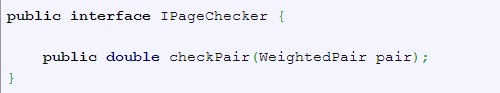 public interface IPageChecker {
public double checkPair(WeightedPair pair);
}